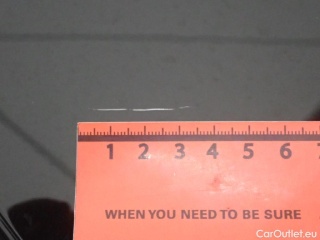 1 2 3 4 5 6
WHEN YOU NEED TO BE SURE
CarOutlet.eu